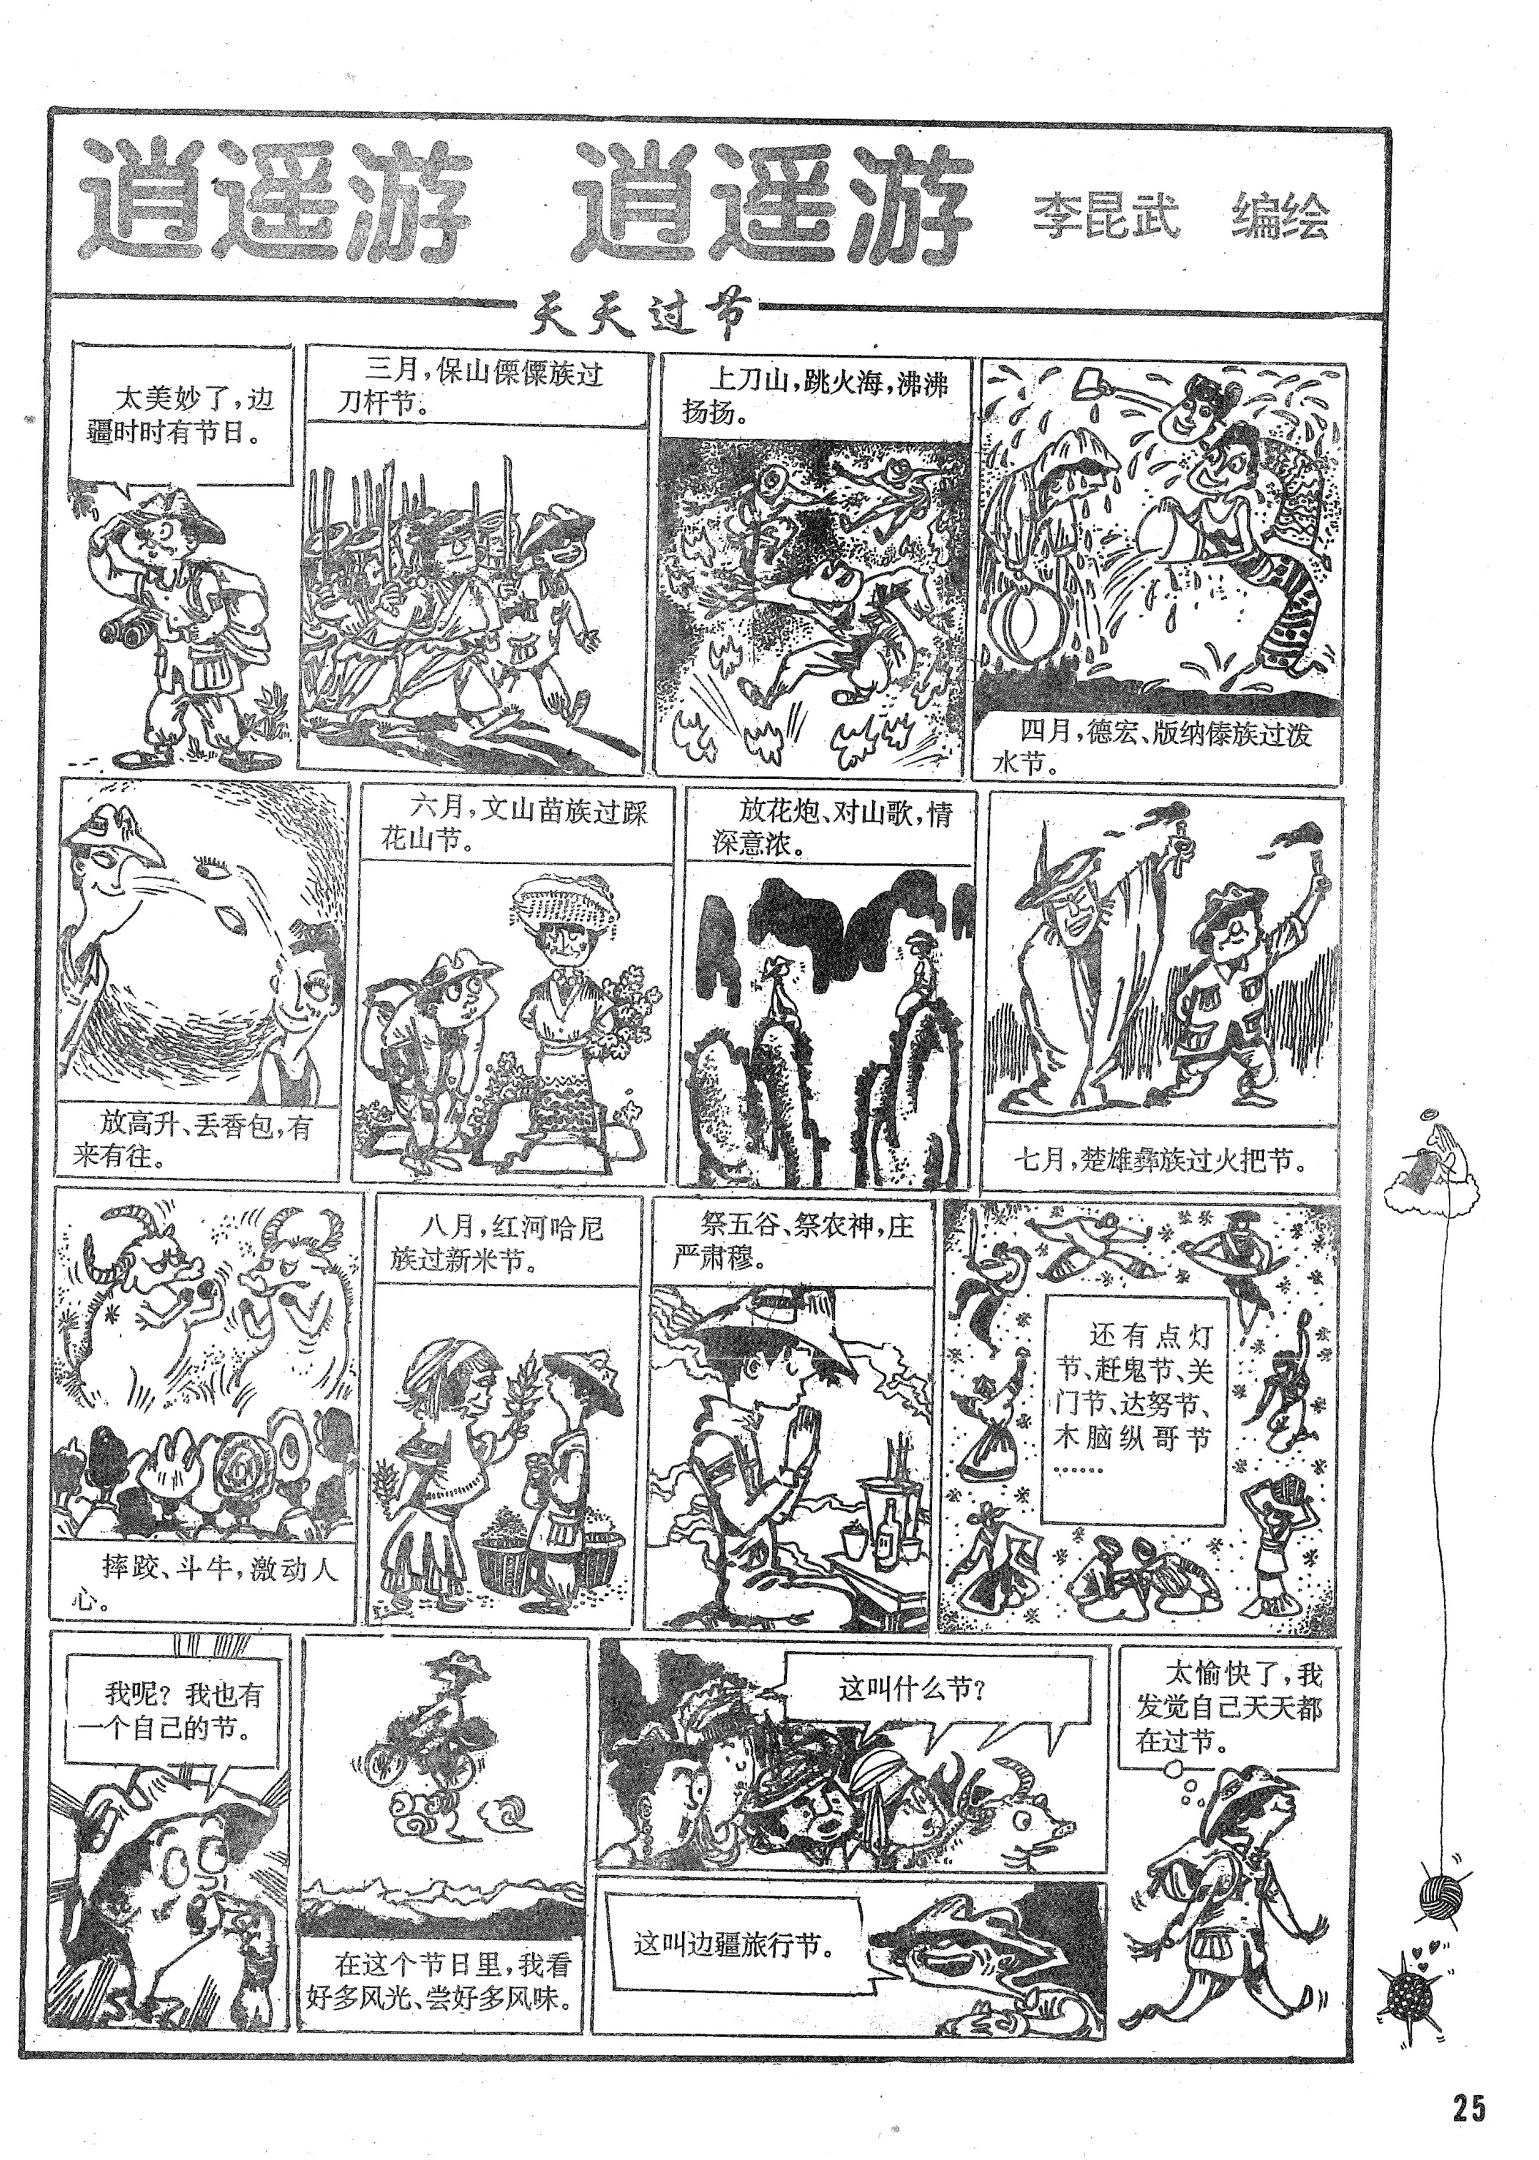 逍遥游 逍遥游 李昆武 编绘
天天过节
太美妙了，边
疆时时有节日。
三月，保山傈僳族过
刀杆节。
上刀山，跳火海，沸沸
扬扬。
四月，德宏、版纳傣族过泼
水节。
放高升、丢香包，有
来有往。
六月，文山苗族过踩
花山节。
放花炮、对山歌，情
深意浓。
七月，楚雄彝族过火把节。
摔跤、斗牛，激动人
心。
八月，红河哈尼
族过新米节。
祭五谷、祭农神，庄
严肃穆。
还有点灯
节、赶鬼节、关
门节、达努节、
木脑纵哥节
……
我呢？我也有
一个自己的节。
在这个节日里，我看
好多风光、尝好多风味。
这叫什么节？
这叫边疆旅行节。
太愉快了，我
发觉自己天天都
在过节。
25